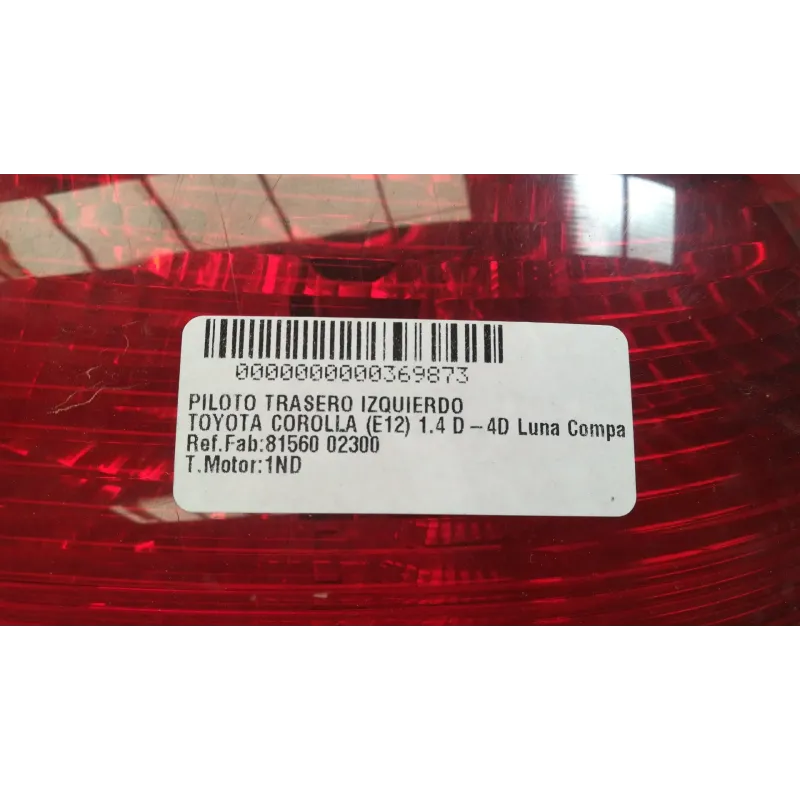 0000000000369873
PILOTO TRASERO IZQUIERDO
TOYOTA COROLLA (E12) 1.4 D-4D Luna Compa
Ref.Fab:81560 02300
T.Motor:1ND